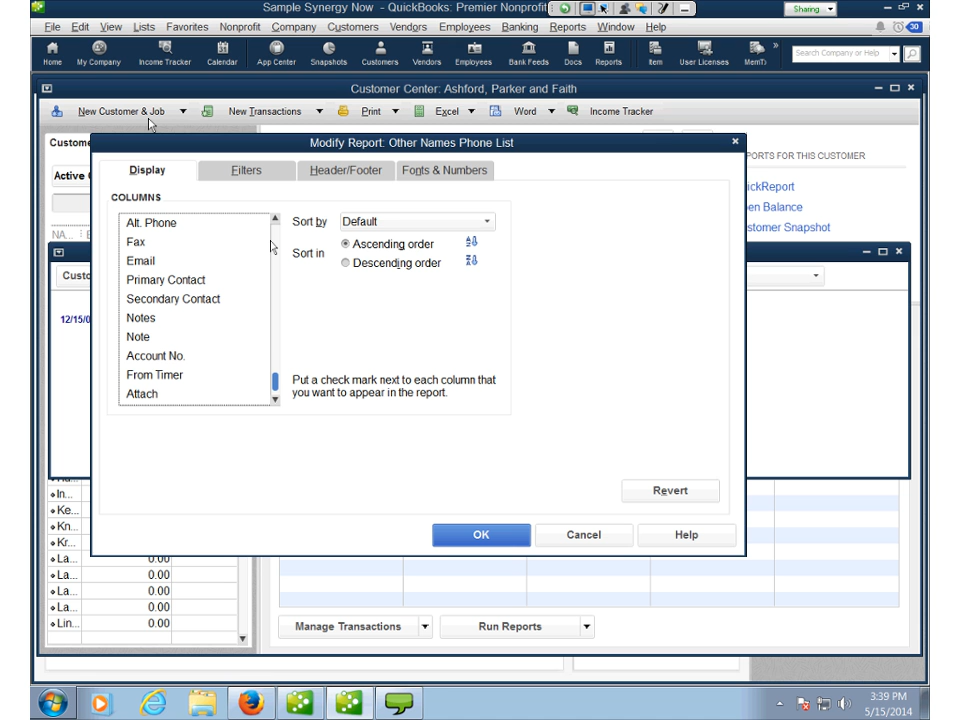 Sample Synergy Now - QuickBooks: Premier Nonprofit
Sharing
File Edit View Lists Favorites Nonprofit Company Customers Vendors Employees Banking Reports Window Help
30
Home My Company Income Tracker Calendar App Center Snapshots Customers Vendors Employees Bank Feeds Docs Reports Item User Licenses MemTi »
Search Company or Help
Customer Center: Ashford, Parker and Faith
New Customer & Job New Transactions Print Excel Word Income Tracker
Custome
Modify Report: Other Names Phone List
PORTS FOR THIS CUSTOMER
Active
Display Filters Header/Footer Fonts & Numbers
ickReport
COLUMNS
en Balance
Alt. Phone
Sort by Default
stomer Snapshot
NA...
Fax
Ascending order
Sort in
Email
Descending order
Custo
Primary Contact
Secondary Contact
12/15/0
Notes
Note
Account No.
From Timer
Put a check mark next to each column that
you want to appear in the report.
Attach
Revert
In...
Ke...
Kn...
OK Cancel Help
Kr...
La... 0.00
La... 0.00
La... 0.00
La... 0.00
Lin... 0.00
Manage Transactions Run Reports
3:39 PM
5/15/2014